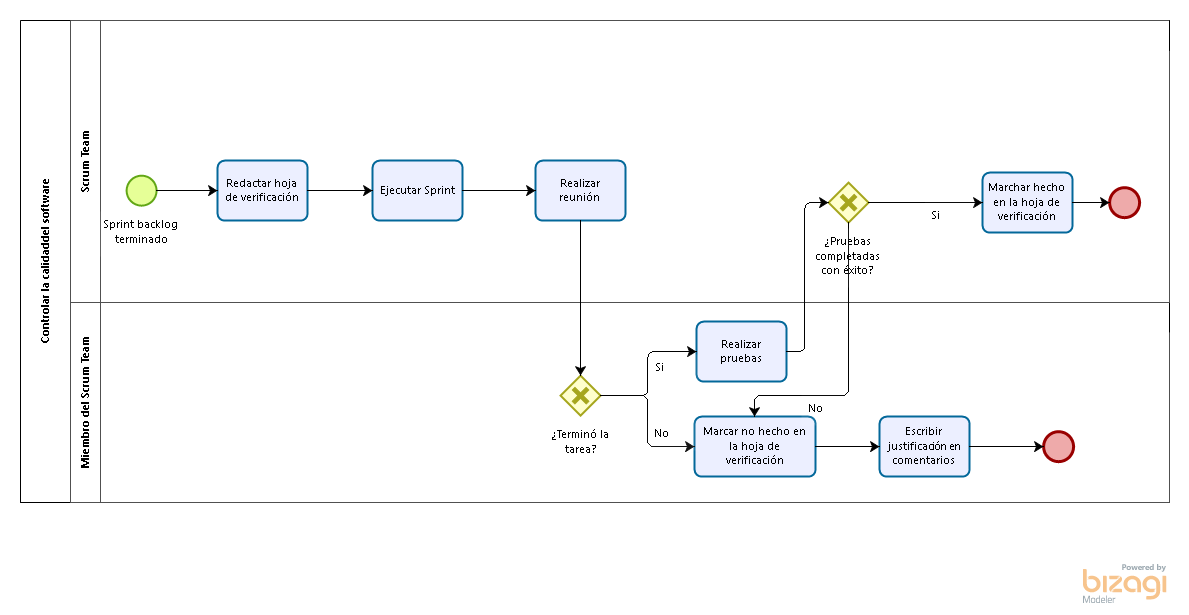 Controlar la calidaddel software
Scrum Team
Sprint backlog
terminado
Redactar hoja
de verificación
Ejecutar Sprint
Realizar
reunión
¿Pruebas
completadas
con éxito?
Si
Marchar hecho
en la hoja de
verificación
Miembro del Scrum Team
¿Terminó la
tarea?
Si
No
Realizar
pruebas
No
Marcar no hecho en
la hoja de
verificación
Escribir
justificación en
comentarios
Powered by
bizagi
Modeler